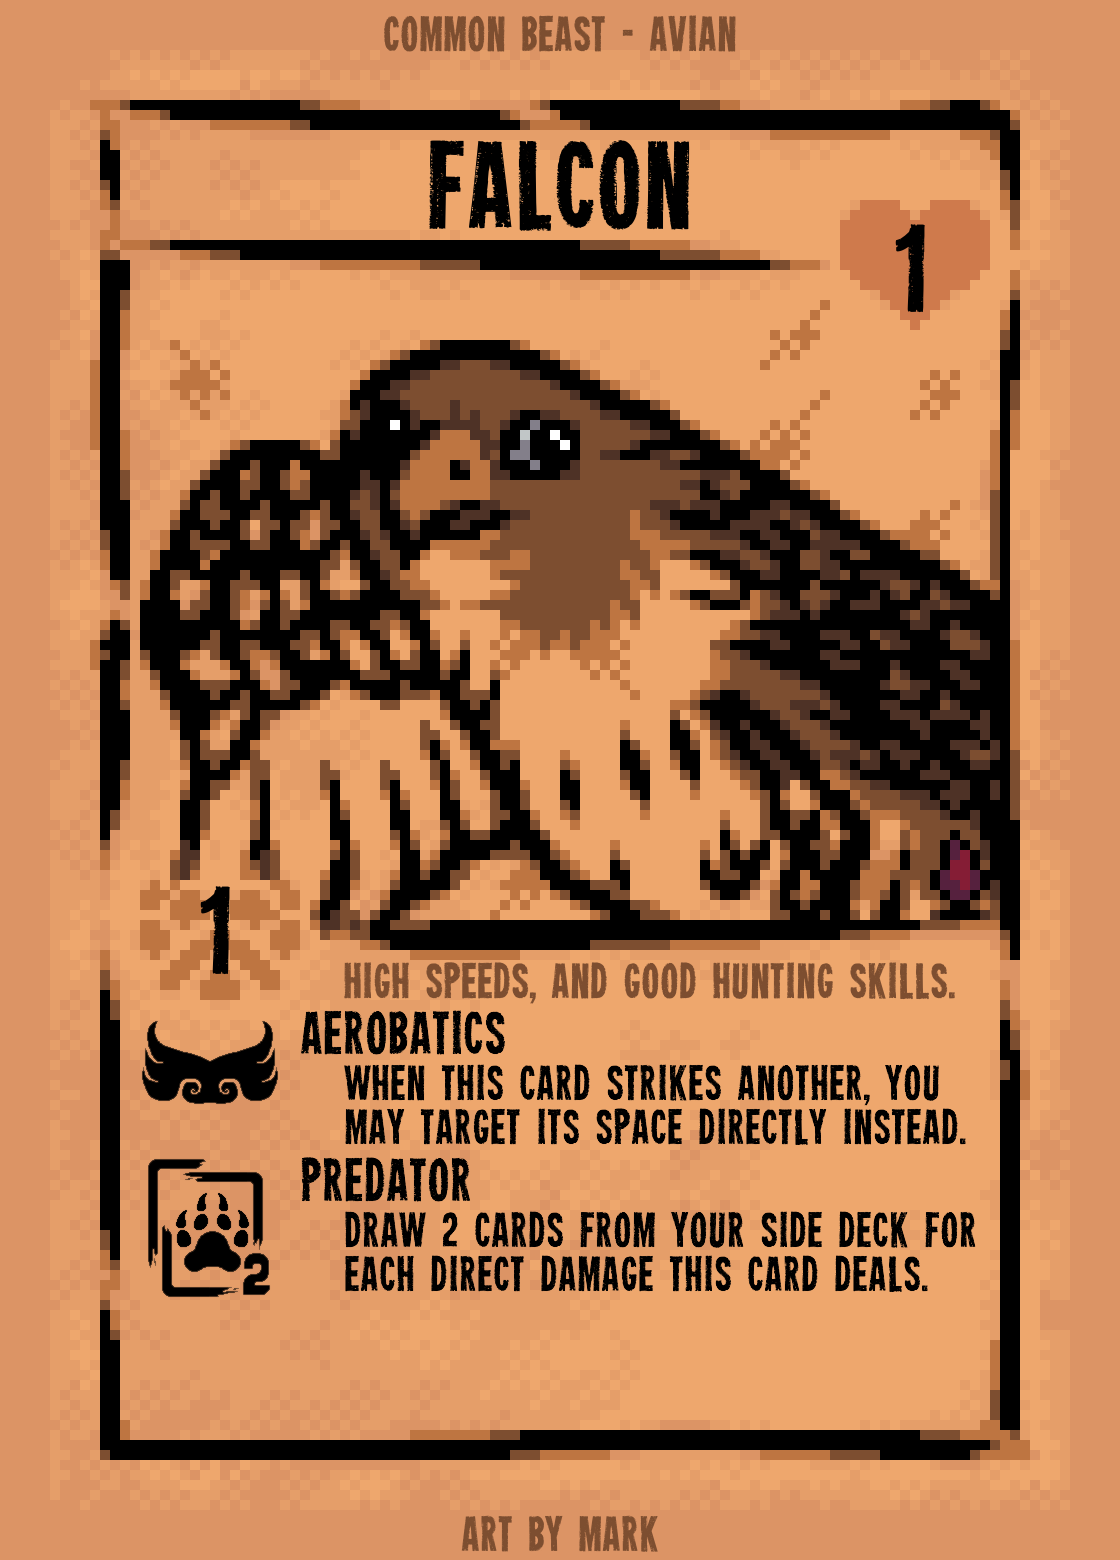 COMMON BEAST - AVIAN
FALCON
1
1
HIGH SPEEDS, AND GOOD HUNTING SKILLS.
AEROBATICS
WHEN THIS CARD STRIKES ANOTHER, YOU
MAY TARGET ITS SPACE DIRECTLY INSTEAD.
PREDATOR
2
DRAW 2 CARDS FROM YOUR SIDE DECK FOR
EACH DIRECT DAMAGE THIS CARD DEALS.
ART BY MARK